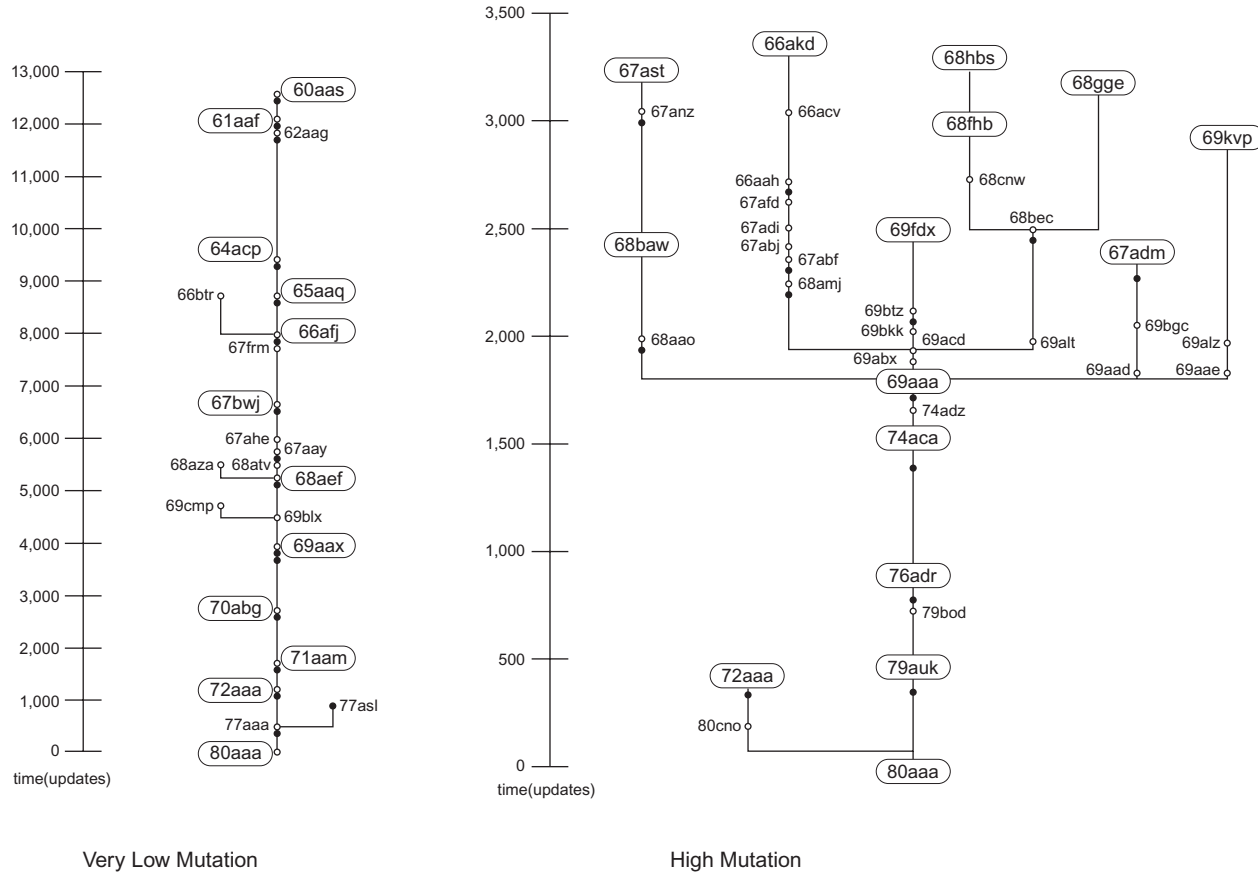 13,000
12,000
11,000
10,000
9,000
8,000
7,000
6,000
5,000
4,000
3,000
2,000
1,000
0
time(updates)
60aas
61aaf
62aag
64acp
66btr
65aaq
66afj
67frm
67bwj
67ahe
67aay
68aza
68atv
68aef
69cmp
69blx
69aax
70abg
71aam
72aaa
77asl
77aaa
80aaa
Very Low Mutation
3,500
3,000
2,500
2,000
1,500
1,000
500
0
time(updates)
66akd
68hbs
67ast
68gge
67anz
66acv
68fhb
69kvp
66aah
68cnw
67afd
68bec
67adi
69fdx
67abj
68baw
67adm
67abf
68amj
69btz
69bgc
69bkk
68aao
69acd
69alt
69alz
69abx
69aad
69aae
69aaa
74adz
74aca
76adr
79bod
72aaa
79auk
80cno
80aaa
High Mutation